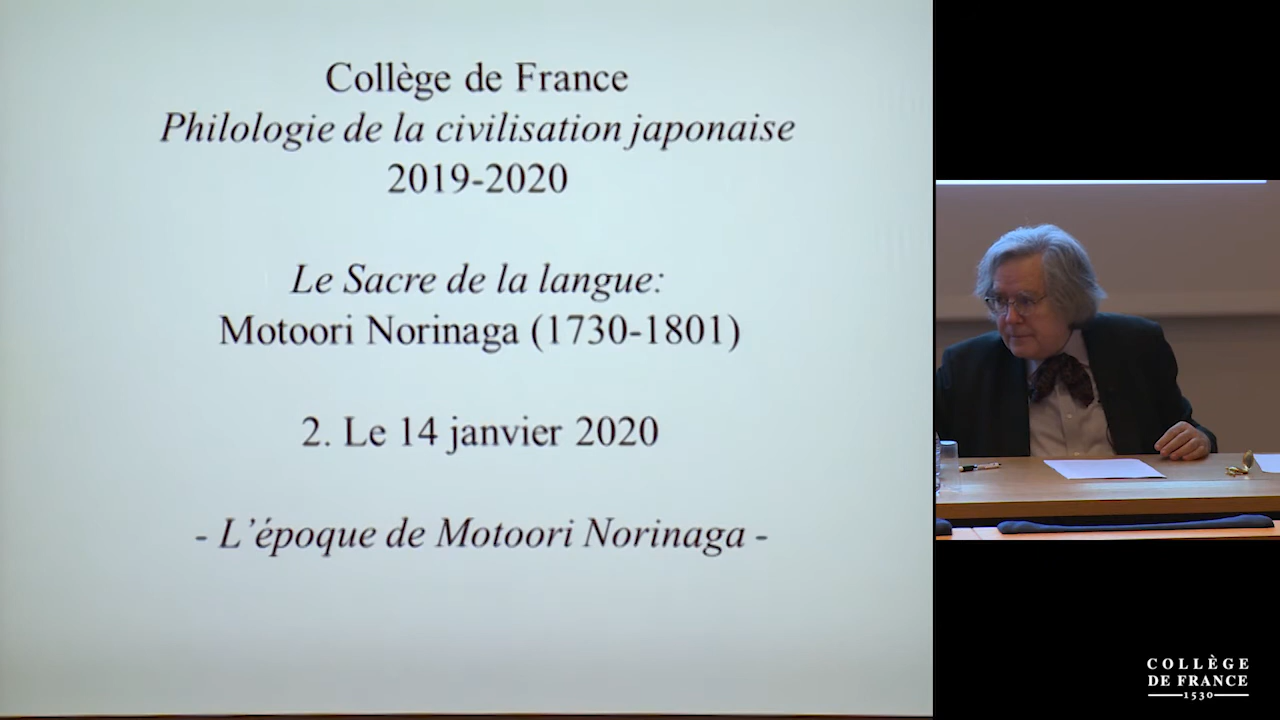 Collège de France
Philologie de la civilisation japonaise
2019-2020
Le Sacre de la langue:
Motoori Norinaga (1730-1801)
2. Le 14 janvier 2020
- L’époque de Motoori Norinaga -
COLLÈGE
DE FRANCE
1530